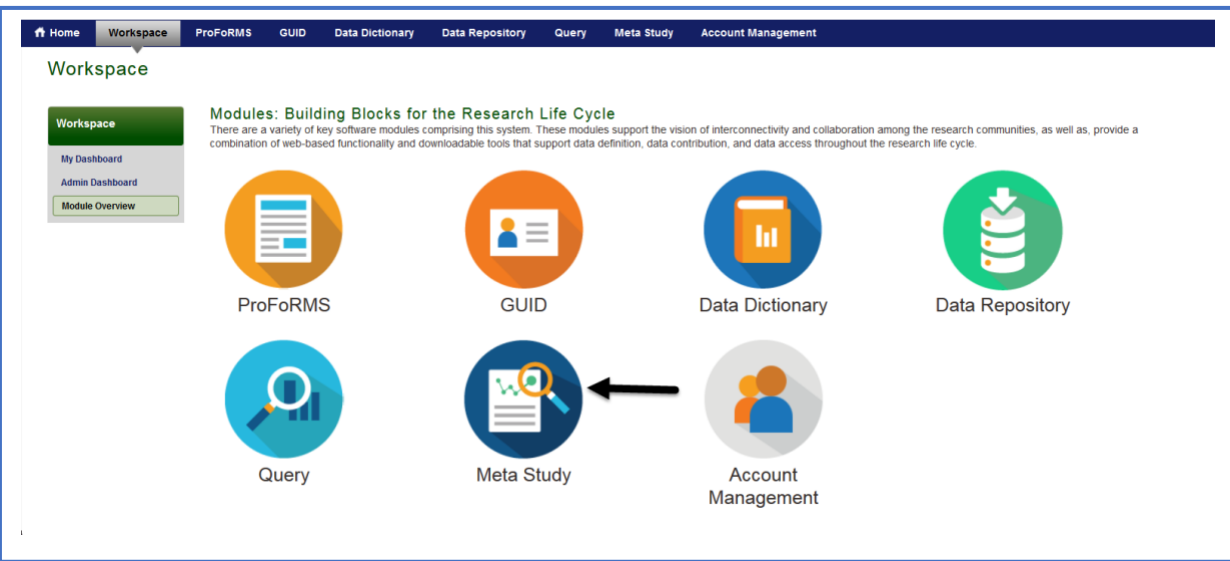 Home Workspace ProFoRMS GUID Data Dictionary Data Repository Query Meta Study Account Management
Workspace
Workspace
My Dashboard
Admin Dashboard
Module Overview
Modules: Building Blocks for the Research Life Cycle
There are a variety of key software modules comprising this system. These modules support the vision of interconnectivity and collaboration among the research communities, as well as, provide a
combination of web-based functionality and downloadable tools that support data definition, data contribution, and data access throughout the research life cycle.
ProFoRMS GUID Data Dictionary Data Repository
Query Meta Study Account
Management